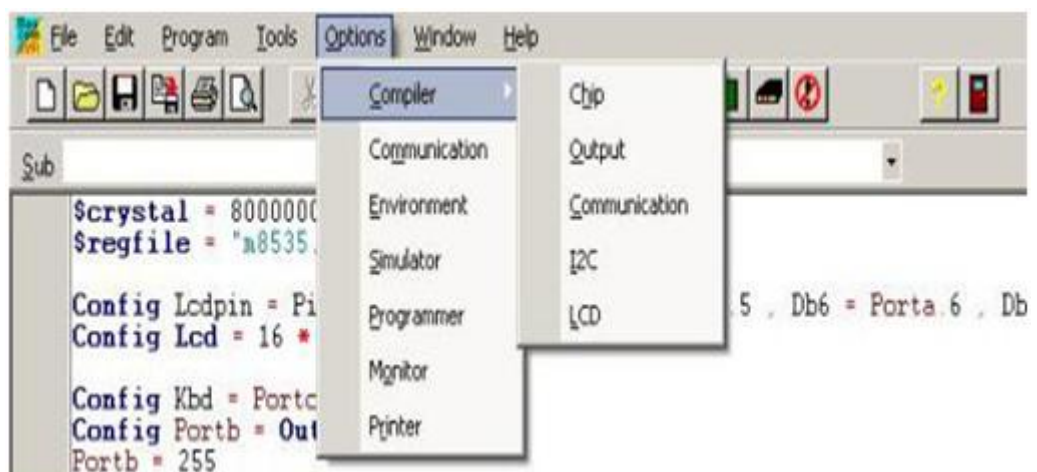 File Edit Program Tools Options Window Help
Compiler
Communication
Environment
Simulator
Programmer
Monitor
Printer
Chip
Output
Communication
I2C
LCD
Sub
$crystal = 8000000
$regfile = "m8535.
Config Lcdpin = Pi .5 , Db6 = Porta.6 , Db
Config Lcd = 16 *
Config Kbd = Portc
Config Portb = Out
Portb = 255